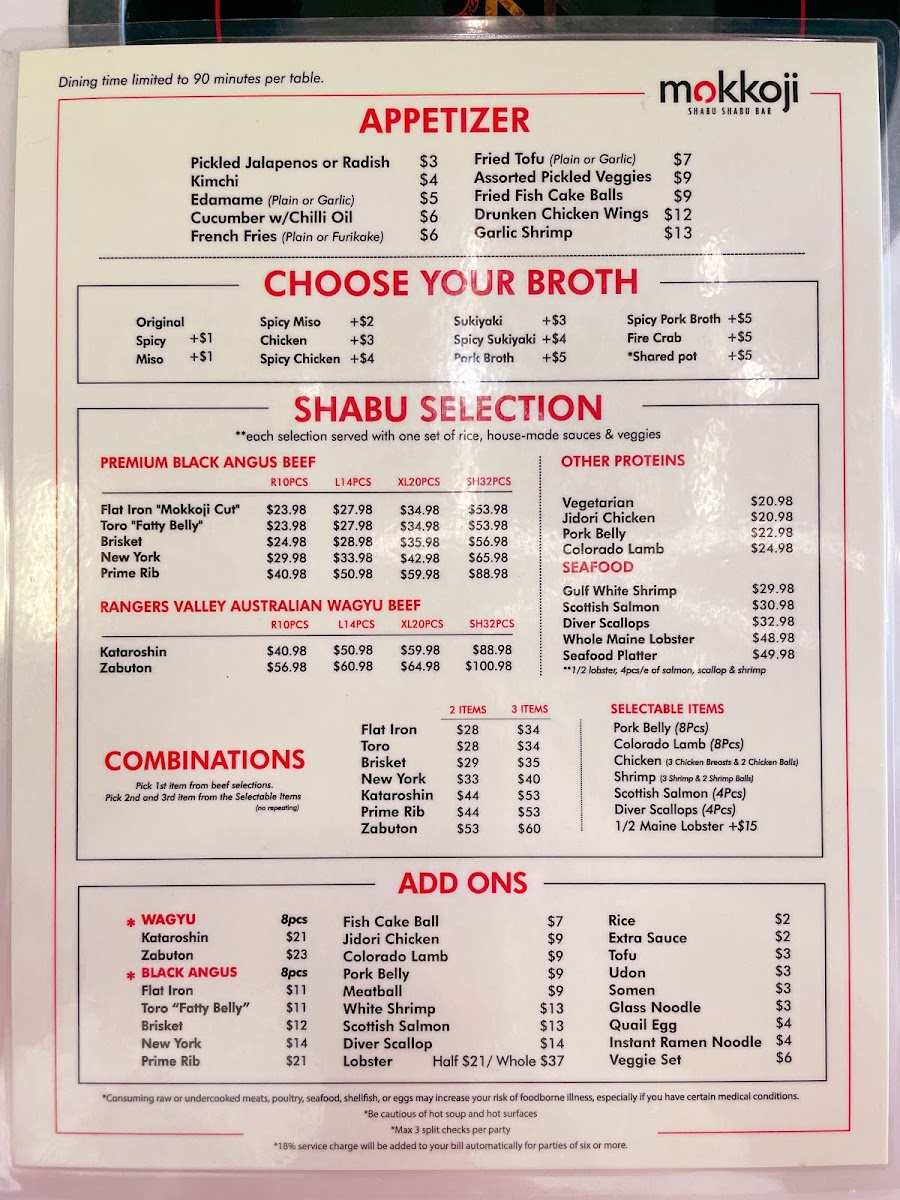 Dining time limited to 90 minutes per table.
mokkoji
SHABU SHABU BAR
APPETIZER
Pickled Jalapenos or Radish $3
Kimchi $4
Edamame (Plain or Garlic) $5
Cucumber w/Chilli Oil $6
French Fries (Plain or Furikake) $6
Fried Tofu (Plain or Garlic) $7
Assorted Pickled Veggies $9
Fried Fish Cake Balls $9
Drunken Chicken Wings $12
Garlic Shrimp $13
CHOOSE YOUR BROTH
Original
Spicy +$1
Miso +$1
Spicy Miso +$2
Chicken +$3
Spicy Chicken +$4
Sukiyaki +$3
Spicy Sukiyaki +$4
Pork Broth +$5
Spicy Pork Broth +$5
Fire Crab +$5
*Shared pot +$5
SHABU SELECTION
**each selection served with one set of rice, house-made sauces & veggies
PREMIUM BLACK ANGUS BEEF
R10PCS L14PCS XL20PCS SH32PCS
Flat Iron "Mokkoji Cut" $23.98 $27.98 $34.98 $53.98
Toro "Fatty Belly" $23.98 $27.98 $34.98 $53.98
Brisket $24.98 $28.98 $35.98 $56.98
New York $29.98 $33.98 $42.98 $65.98
Prime Rib $40.98 $50.98 $59.98 $88.98
RANGERS VALLEY AUSTRALIAN WAGYU BEEF
R10PCS L14PCS XL20PCS SH32PCS
Kataroshin $40.98 $50.98 $59.98 $88.98
Zabuton $56.98 $60.98 $64.98 $100.98
OTHER PROTEINS
Vegetarian $20.98
Jidori Chicken $20.98
Pork Belly $22.98
Colorado Lamb $24.98
SEAFOOD
Gulf White Shrimp $29.98
Scottish Salmon $30.98
Diver Scallops $32.98
Whole Maine Lobster $48.98
Seafood Platter $49.98
**1/2 lobster, 4pcs/e of salmon, scallop & shrimp
COMBINATIONS
Pick 1st item from beef selections.
Pick 2nd and 3rd item from the Selectable Items
(no repeating)
2 ITEMS 3 ITEMS
Flat Iron $28 $34
Toro $28 $34
Brisket $29 $35
New York $33 $40
Kataroshin $44 $53
Prime Rib $44 $53
Zabuton $53 $60
SELECTABLE ITEMS
Pork Belly (8Pcs)
Colorado Lamb (8Pcs)
Chicken (3 Chicken Breasts & 2 Chicken Balls)
Shrimp (3 Shrimp & 2 Shrimp Balls)
Scottish Salmon (4Pcs)
Diver Scallops (4Pcs)
1/2 Maine Lobster +$15
ADD ONS
* WAGYU 8pcs
Kataroshin $21
Zabuton $23
* BLACK ANGUS 8pcs
Flat Iron $11
Toro "Fatty Belly" $11
Brisket $12
New York $14
Prime Rib $21
Fish Cake Ball $7
Jidori Chicken $9
Colorado Lamb $9
Pork Belly $9
Meatball $9
White Shrimp $13
Scottish Salmon $13
Diver Scallop $14
Lobster Half $21/ Whole $37
Rice $2
Extra Sauce $2
Tofu $3
Udon $3
Somen $3
Glass Noodle $3
Quail Egg $4
Instant Ramen Noodle $4
Veggie Set $6
*Consuming raw or undercooked meats, poultry, seafood, shellfish, or eggs may increase your risk of foodborne illness, especially if you have certain medical conditions.
*Be cautious of hot soup and hot surfaces
*Max 3 split checks per party
*18% service charge will be added to your bill automatically for parties of six or more.